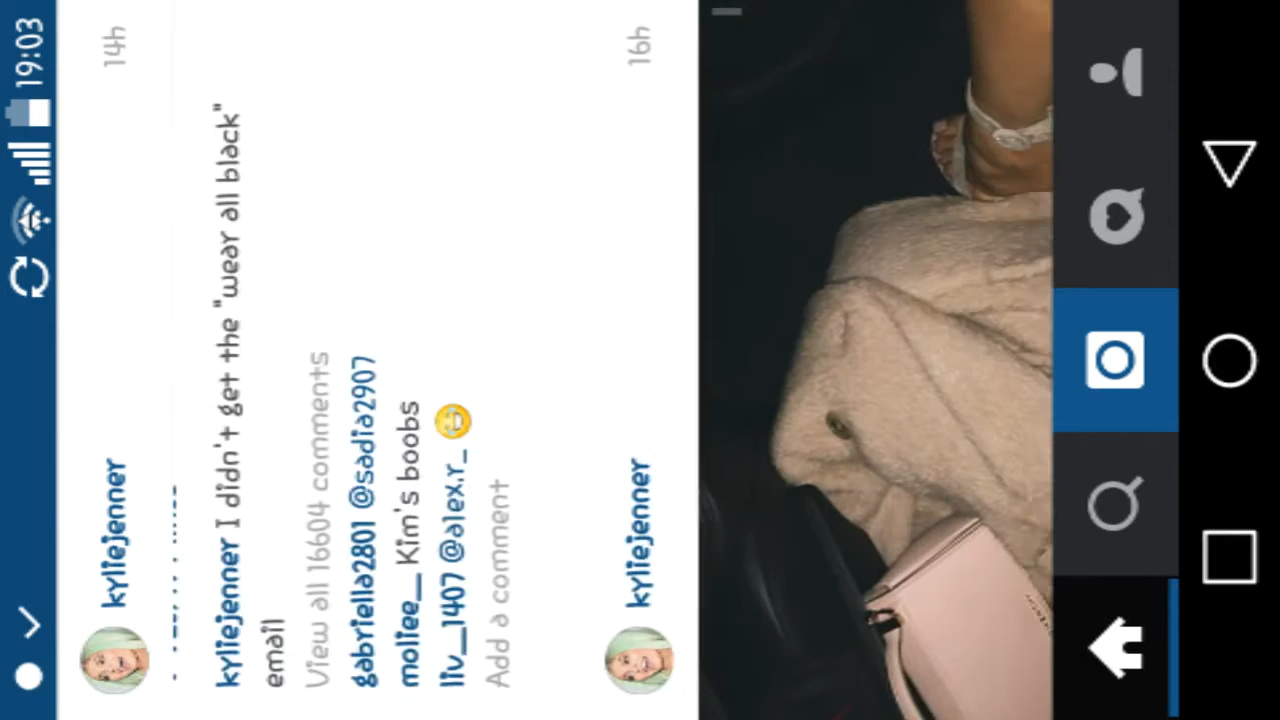 19:03
kyliejenner 14h
kyliejenner I didn't get the "wear all black"
email
View all 16604 comments
gabriella2801 @sadia2907
moliee__ Kim's boobs
liv__1407 @alex.r_ 😂
Add a comment
kyliejenner 16h